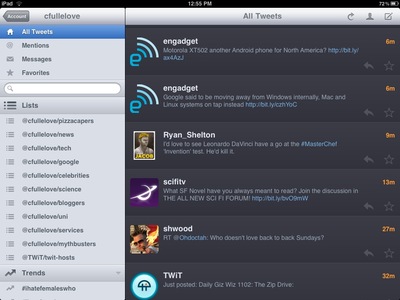 iPad
12:55 PM
72%
Account
cfullelove
All Tweets
All Tweets
Mentions
Messages
Favorites
Lists
@cfullelove/pizzacapers
@cfullelove/news
@cfullelove/tech
@cfullelove/google
@cfullelove/celebrities
@cfullelove/science
@cfullelove/bloggers
@cfullelove/uni
@cfullelove/services
@cfullelove/mythbusters
@TWiT/twit-hosts
Trends
#ihatefemaleswho
engadget
6m
Motorola XT502 another Android phone for North America? http://bit.ly/
ax4AzJ
engadget
6m
Google said to be moving away from Windows internally, Mac and
Linux systems on tap instead http://bit.ly/czhYoC
Ryan_Shelton
9m
I'd love to see Leonardo DaVinci have a go at the #MasterChef
'Invention' test. He'd kill it.
JACOB
scifitv
13m
What SF Novel have you always meant to read? Join the discussion in
THE ALL NEW SCI FI FORUM! http://bit.ly/bvO9mW
shwood
27m
RT @Ohdoctah: Who doesn't love back to back Sundays?
TWiT
32m
Just posted: Daily Giz Wiz 1102: The Zip Drive: